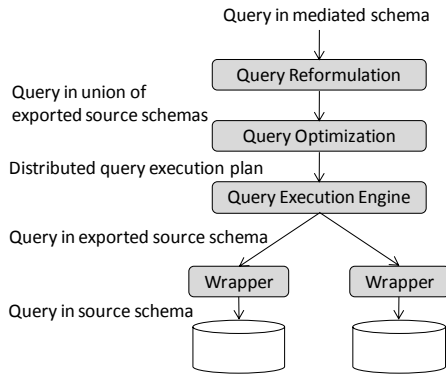 Query in mediated schema
Query Reformulation
Query in union of
exported source schemas
Query Optimization
Distributed query execution plan
Query Execution Engine
Query in exported source schema
Wrapper
Wrapper
Query in source schema